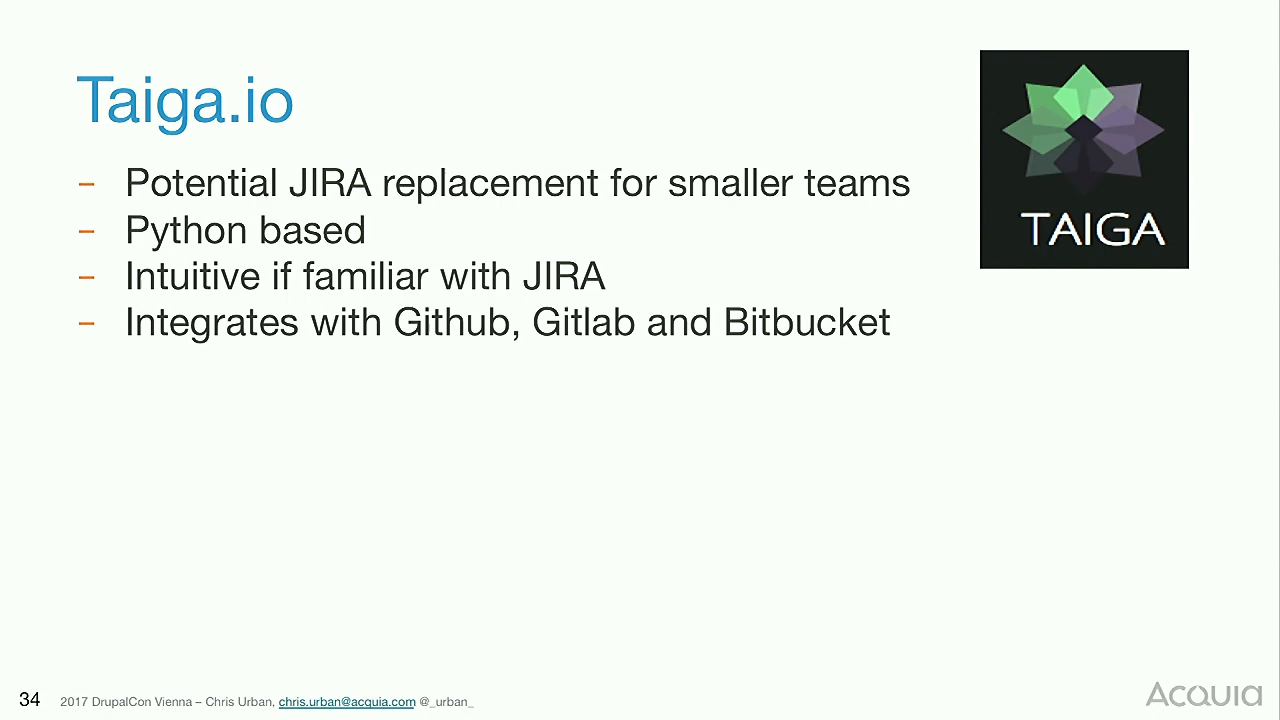 Taiga.io
– Potential JIRA replacement for smaller teams
– Python based
– Intuitive if familiar with JIRA
– Integrates with Github, Gitlab and Bitbucket
TAIGA
34 2017 DrupalCon Vienna – Chris Urban, chris.urban@acquia.com @_urban_
Acquia